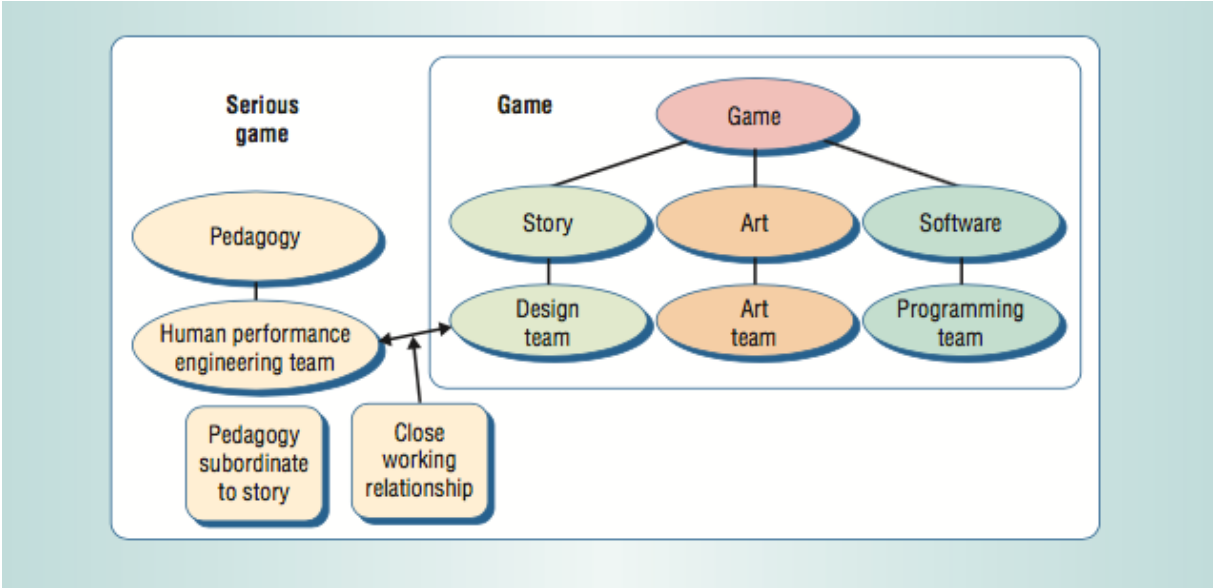 Serious
game
Game
Game
Story
Art
Software
Pedagogy
Design
team
Art
team
Programming
team
Human performance
engineering team
Pedagogy
subordinate
to story
Close
working
relationship